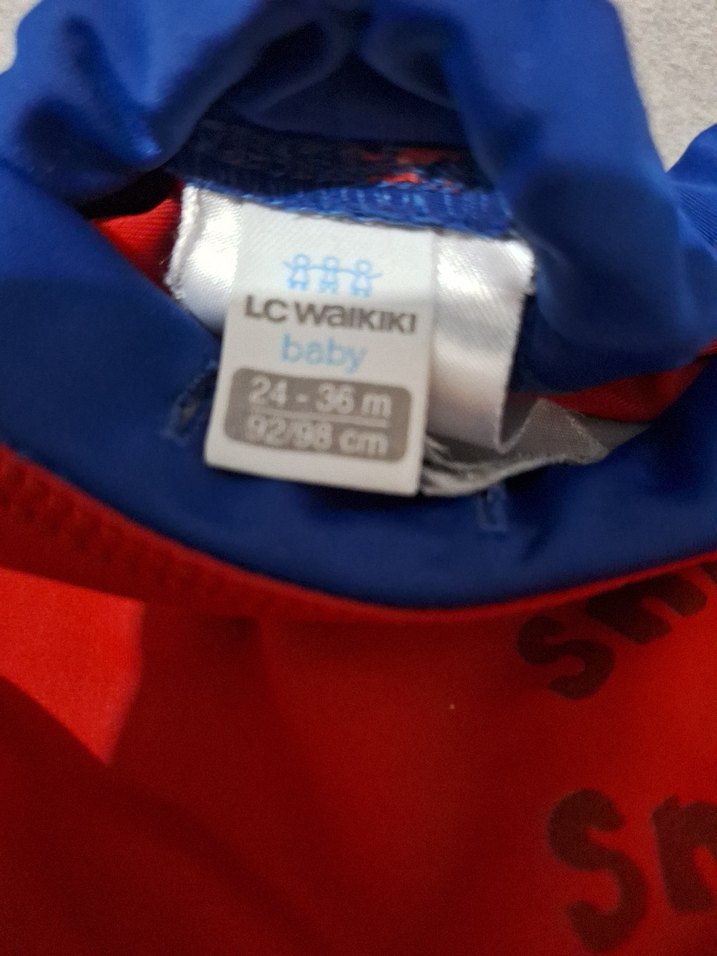 LC WAIKIKI
baby
24 - 36 m
92/98 cm